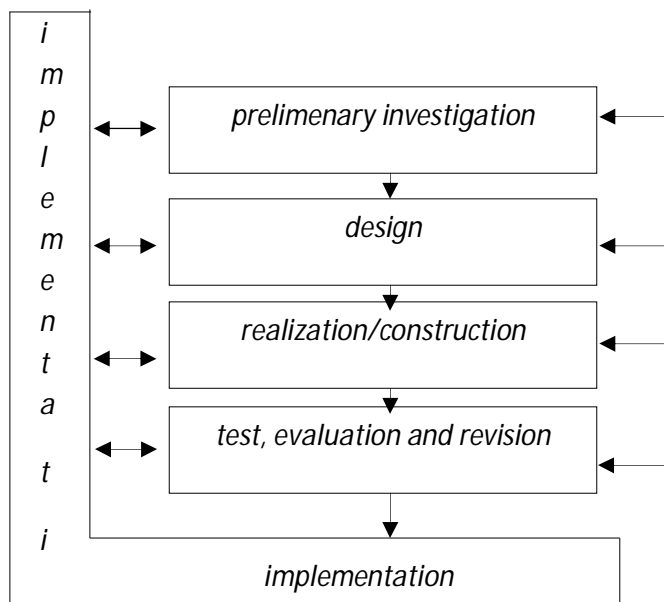 i
m
p
l
e
m
e
n
t
a
t
i
prelimenary investigation
design
realization/construction
test, evaluation and revision
implementation